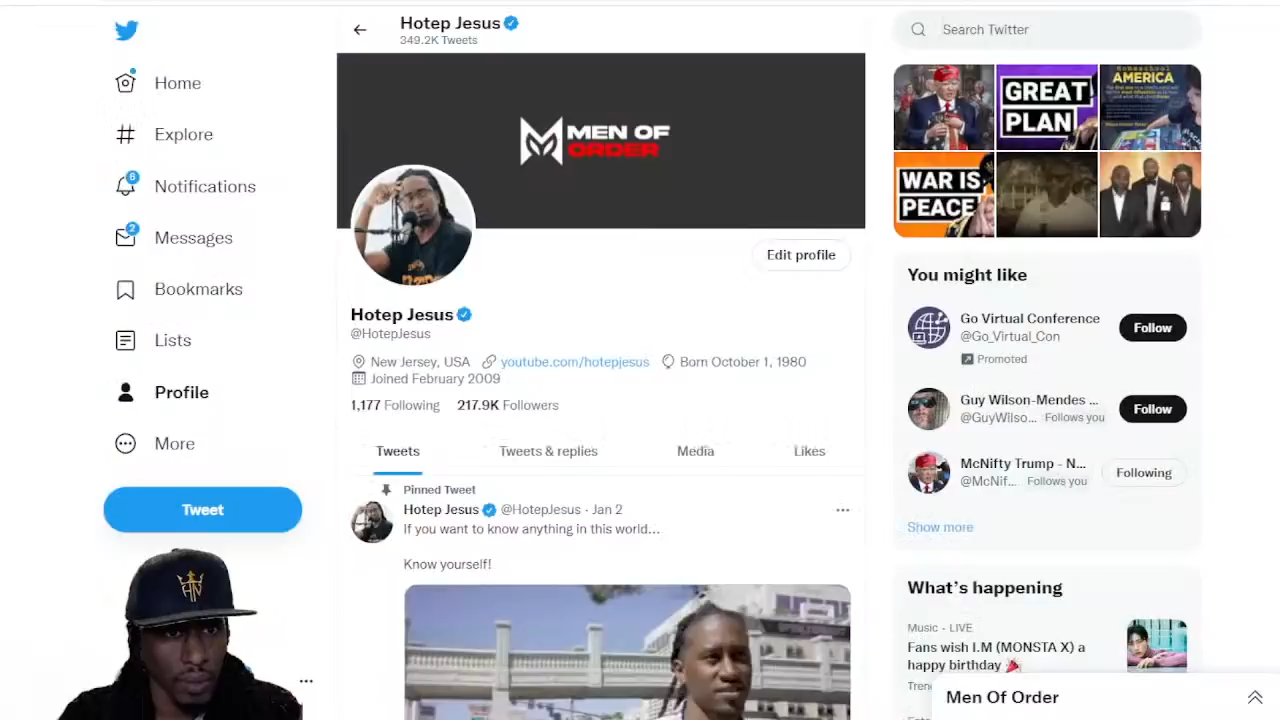 Hotep Jesus
349.2K Tweets
Search Twitter
Home
Explore
6
Notifications
2
Messages
Bookmarks
Lists
Profile
More
Tweet
MEN OF
ORDER
Edit profile
Hotep Jesus
@HotepJesus
New Jersey, USA youtube.com/hotepjesus Born October 1, 1980
Joined February 2009
1,177 Following 217.9K Followers
Tweets Tweets & replies Media Likes
Pinned Tweet
Hotep Jesus @HotepJesus · Jan 2
If you want to know anything in this world...
Know yourself!
GREAT
PLAN
Homeschool
AMERICA
WAR IS
PEACE
You might like
Go Virtual Conference
@Go_Virtual_Con
Promoted
Follow
Guy Wilson-Mendes ...
@GuyWilso... Follows you
Follow
McNifty Trump - N...
@McNif... Follows you
Following
Show more
What's happening
Music · LIVE
Fans wish I.M (MONSTA X) a
happy birthday
Men Of Order